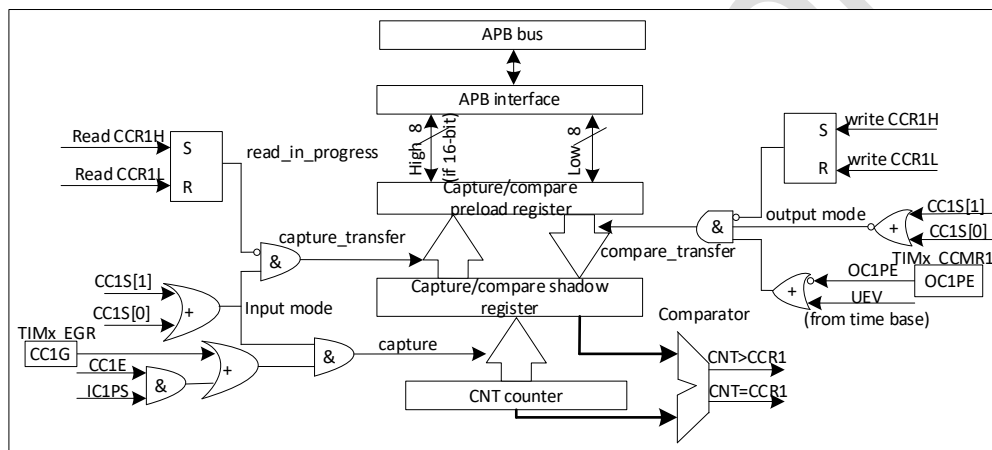 APB bus
APB interface
High 8
(if 16-bit)
Low 8
Read CCR1H
Read CCR1L
S
R
read_in_progress
Capture/compare
preload register
S
R
write CCR1H
write CCR1L
capture_transfer
&
compare_transfer
&
output mode
+
CC1S[1]
CC1S[0]
TIMx_CCMR1
OC1PE
OC1PE
+
UEV
(from time base)
CC1S[1]
CC1S[0]
+
Input mode
Capture/compare shadow
register
TIMx_EGR
CC1G
CC1E
IC1PS
&
+
&
capture
CNT counter
Comparator
CNT>CCR1
CNT=CCR1